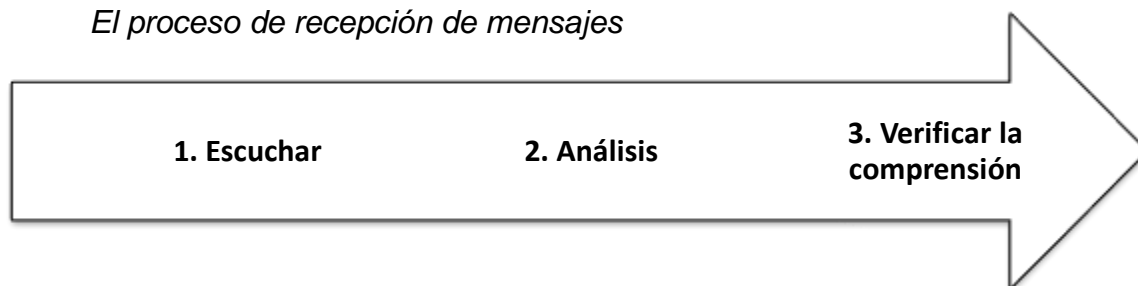 El proceso de recepción de mensajes
1. Escuchar
2. Análisis
3. Verificar la
comprensión